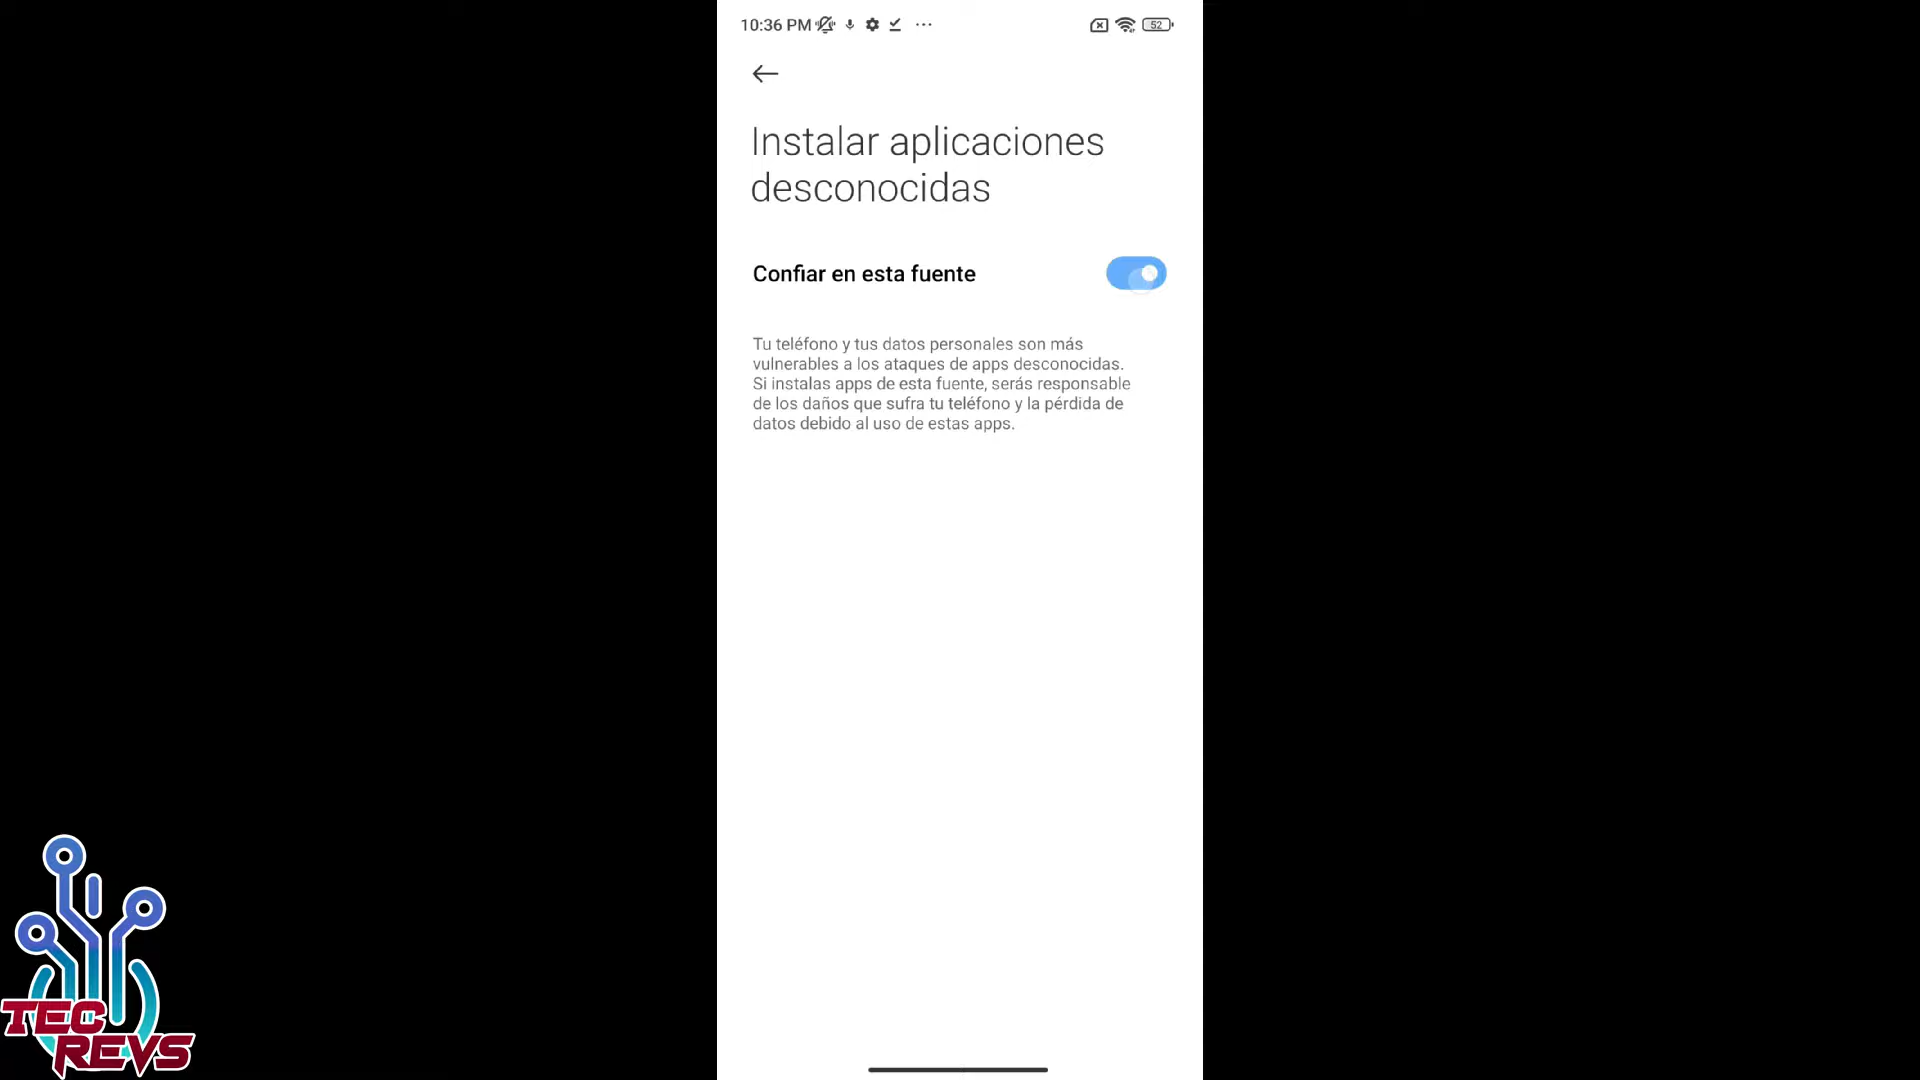 10:36 PM
52
Instalar aplicaciones
desconocidas
Confiar en esta fuente
Tu teléfono y tus datos personales son más
vulnerables a los ataques de apps desconocidas.
Si instalas apps de esta fuente, serás responsable
de los daños que sufra tu teléfono y la pérdida de
datos debido al uso de estas apps.
TEC
REVS